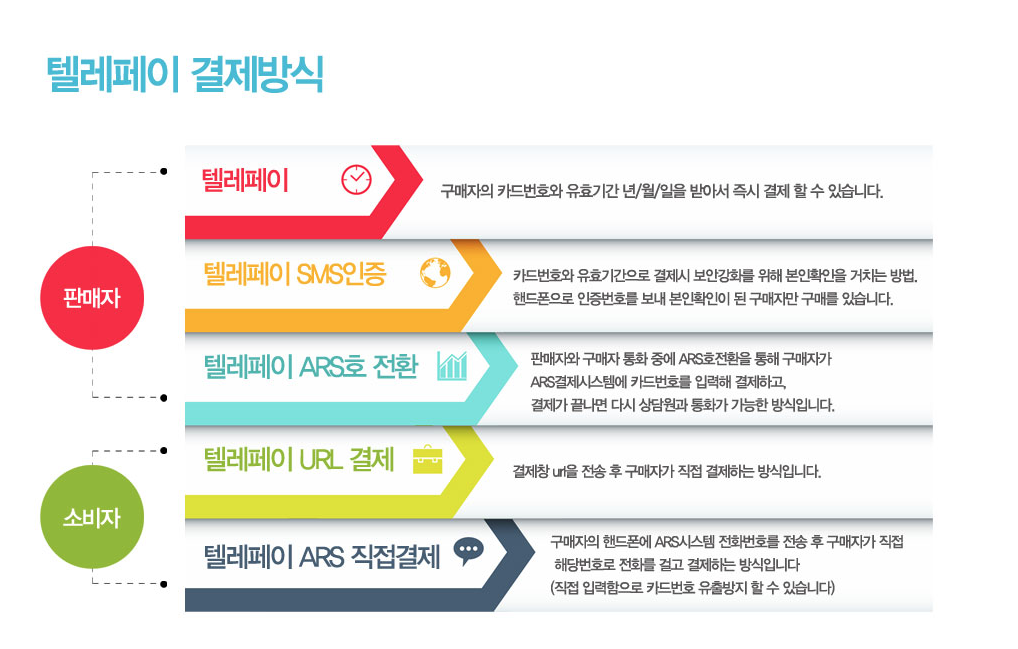 텔레페이 결제방식
판매자
텔레페이
구매자의 카드번호와 유효기간 년/월/일을 받아서 즉시 결제 할 수 있습니다.
텔레페이 SMS인증
카드번호와 유효기간으로 결제시 보안강화를 위해 본인확인을 거치는 방법.
핸드폰으로 인증번호를 보내 본인확인이 된 구매자만 구매를 있습니다.
텔레페이 ARS호 전환
판매자와 구매자 통화 중에 ARS호전환을 통해 구매자가
ARS결제시스템에 카드번호를 입력해 결제하고,
결제가 끝나면 다시 상담원과 통화가 가능한 방식입니다.
소비자
텔레페이 URL 결제
결제창 url을 전송 후 구매자가 직접 결제하는 방식입니다.
텔레페이 ARS 직접결제
구매자의 핸드폰에 ARS시스템 전화번호를 전송 후 구매자가 직접
해당번호로 전화를 걸고 결제하는 방식입니다
(직접 입력함으로 카드번호 유출방지 할 수 있습니다)